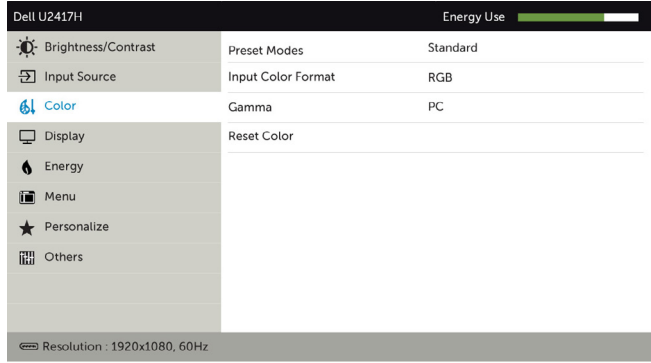 Dell U2417H Energy Use
Brightness/Contrast Preset Modes Standard
Input Source Input Color Format RGB
Color Gamma PC
Display Reset Color
Energy
Menu
Personalize
Others
Resolution : 1920x1080, 60Hz